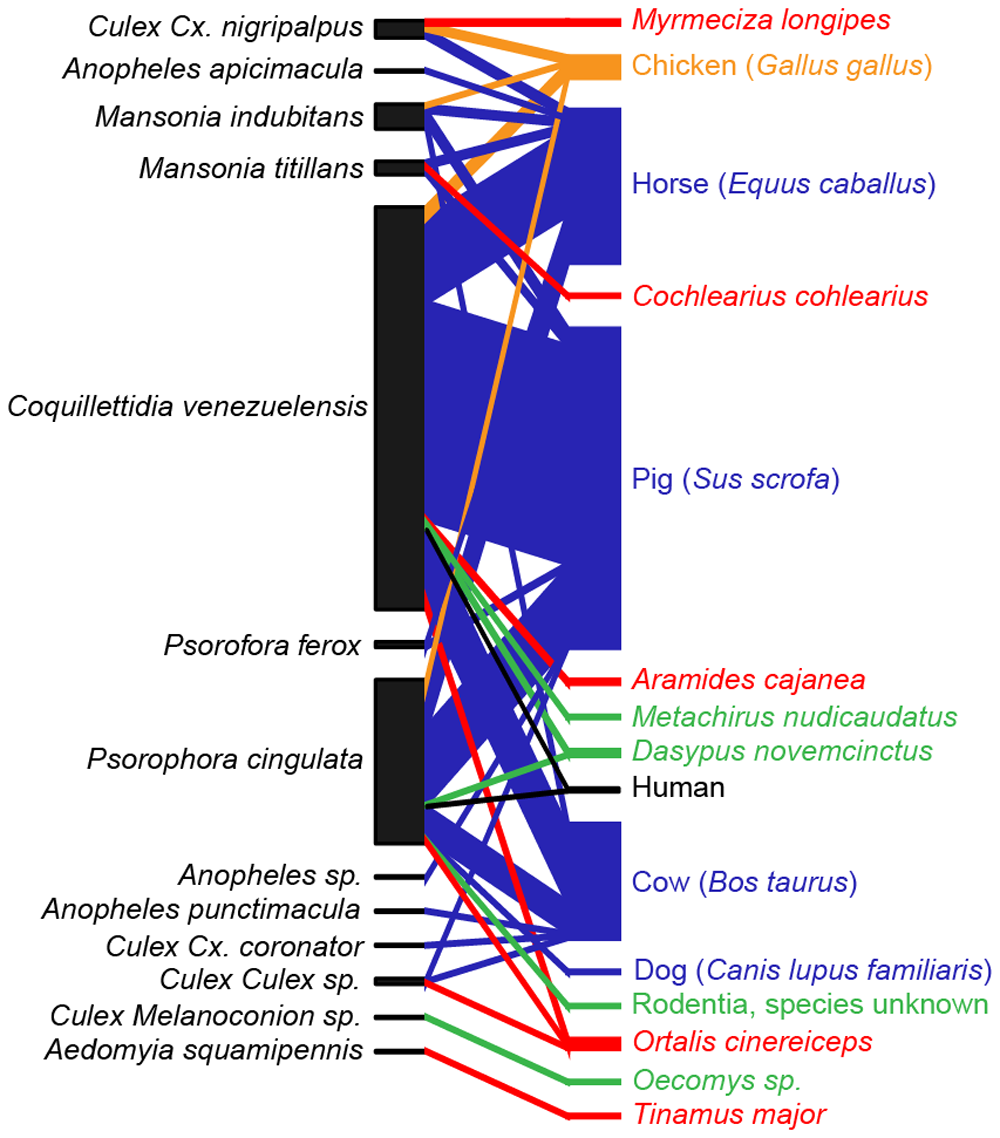 Culex Cx. nigripalpus
Anopheles apicimacula
Mansonia indubitans
Mansonia titillans
Coquillettidia venezuelensis
Psorofora ferox
Psorophora cingulata
Anopheles sp.
Anopheles punctimacula
Culex Cx. coronator
Culex Culex sp.
Culex Melanoconion sp.
Aedomyia squamipennis
Myrmeciza longipes
Chicken (Gallus gallus)
Horse (Equus caballus)
Cochlearius cohlearius
Pig (Sus scrofa)
Aramides cajanea
Metachirus nudicaudatus
Dasypus novemcinctus
Human
Cow (Bos taurus)
Dog (Canis lupus familiaris)
Rodentia, species unknown
Ortalis cinereiceps
Oecomys sp.
Tinamus major